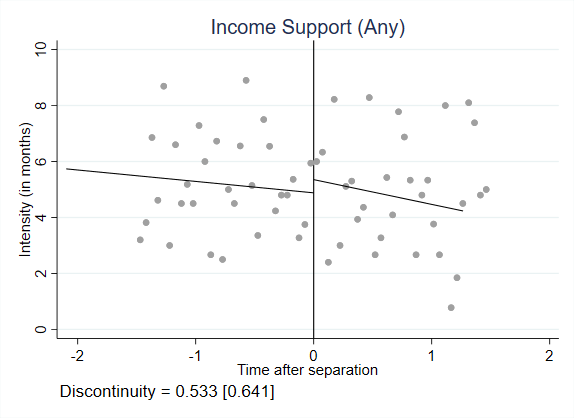 Income Support (Any)
Intensity (in months)
10
8
6
4
2
0
-2 -1 0 1 2
Time after separation
Discontinuity = 0.533 [0.641]